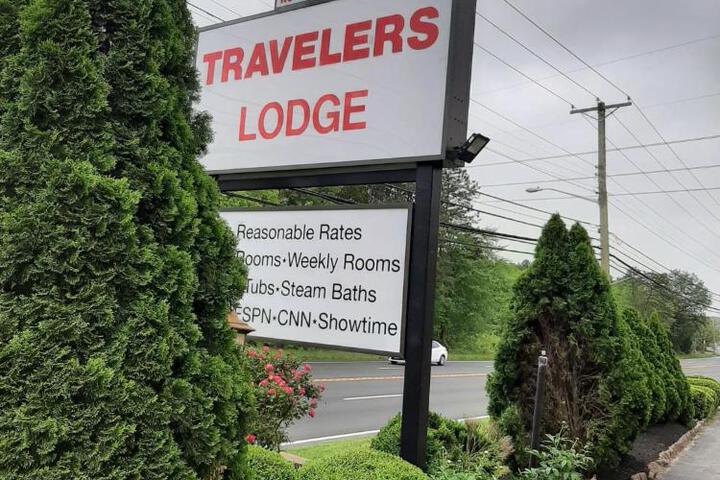 TRAVELERS
LODGE
Reasonable Rates
Rooms•Weekly Rooms
Tubs•Steam Baths
ESPN•CNN•Showtime